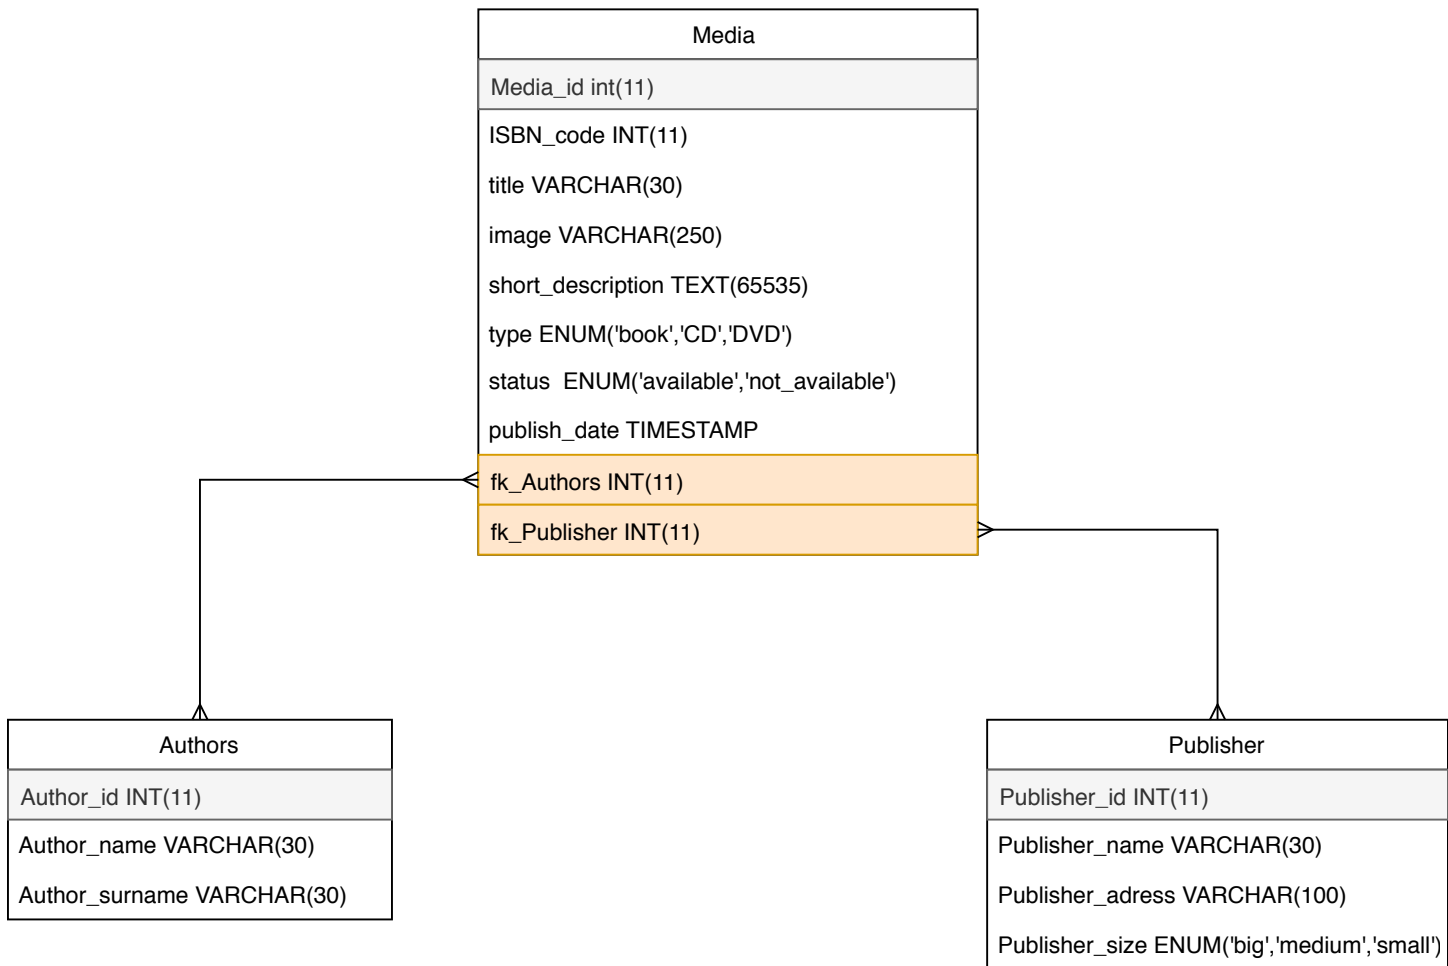 Media
Media_id int(11)
ISBN_code INT(11)
title VARCHAR(30)
image VARCHAR(250)
short_description TEXT(65535)
type ENUM('book','CD','DVD')
status  ENUM('available','not_available')
publish_date TIMESTAMP
fk_Authors INT(11)
fk_Publisher INT(11)
Authors
Author_id INT(11)
Author_name VARCHAR(30)
Author_surname VARCHAR(30)
Publisher
Publisher_id INT(11)
Publisher_name VARCHAR(30)
Publisher_adress VARCHAR(100)
Publisher_size ENUM('big','medium','small')